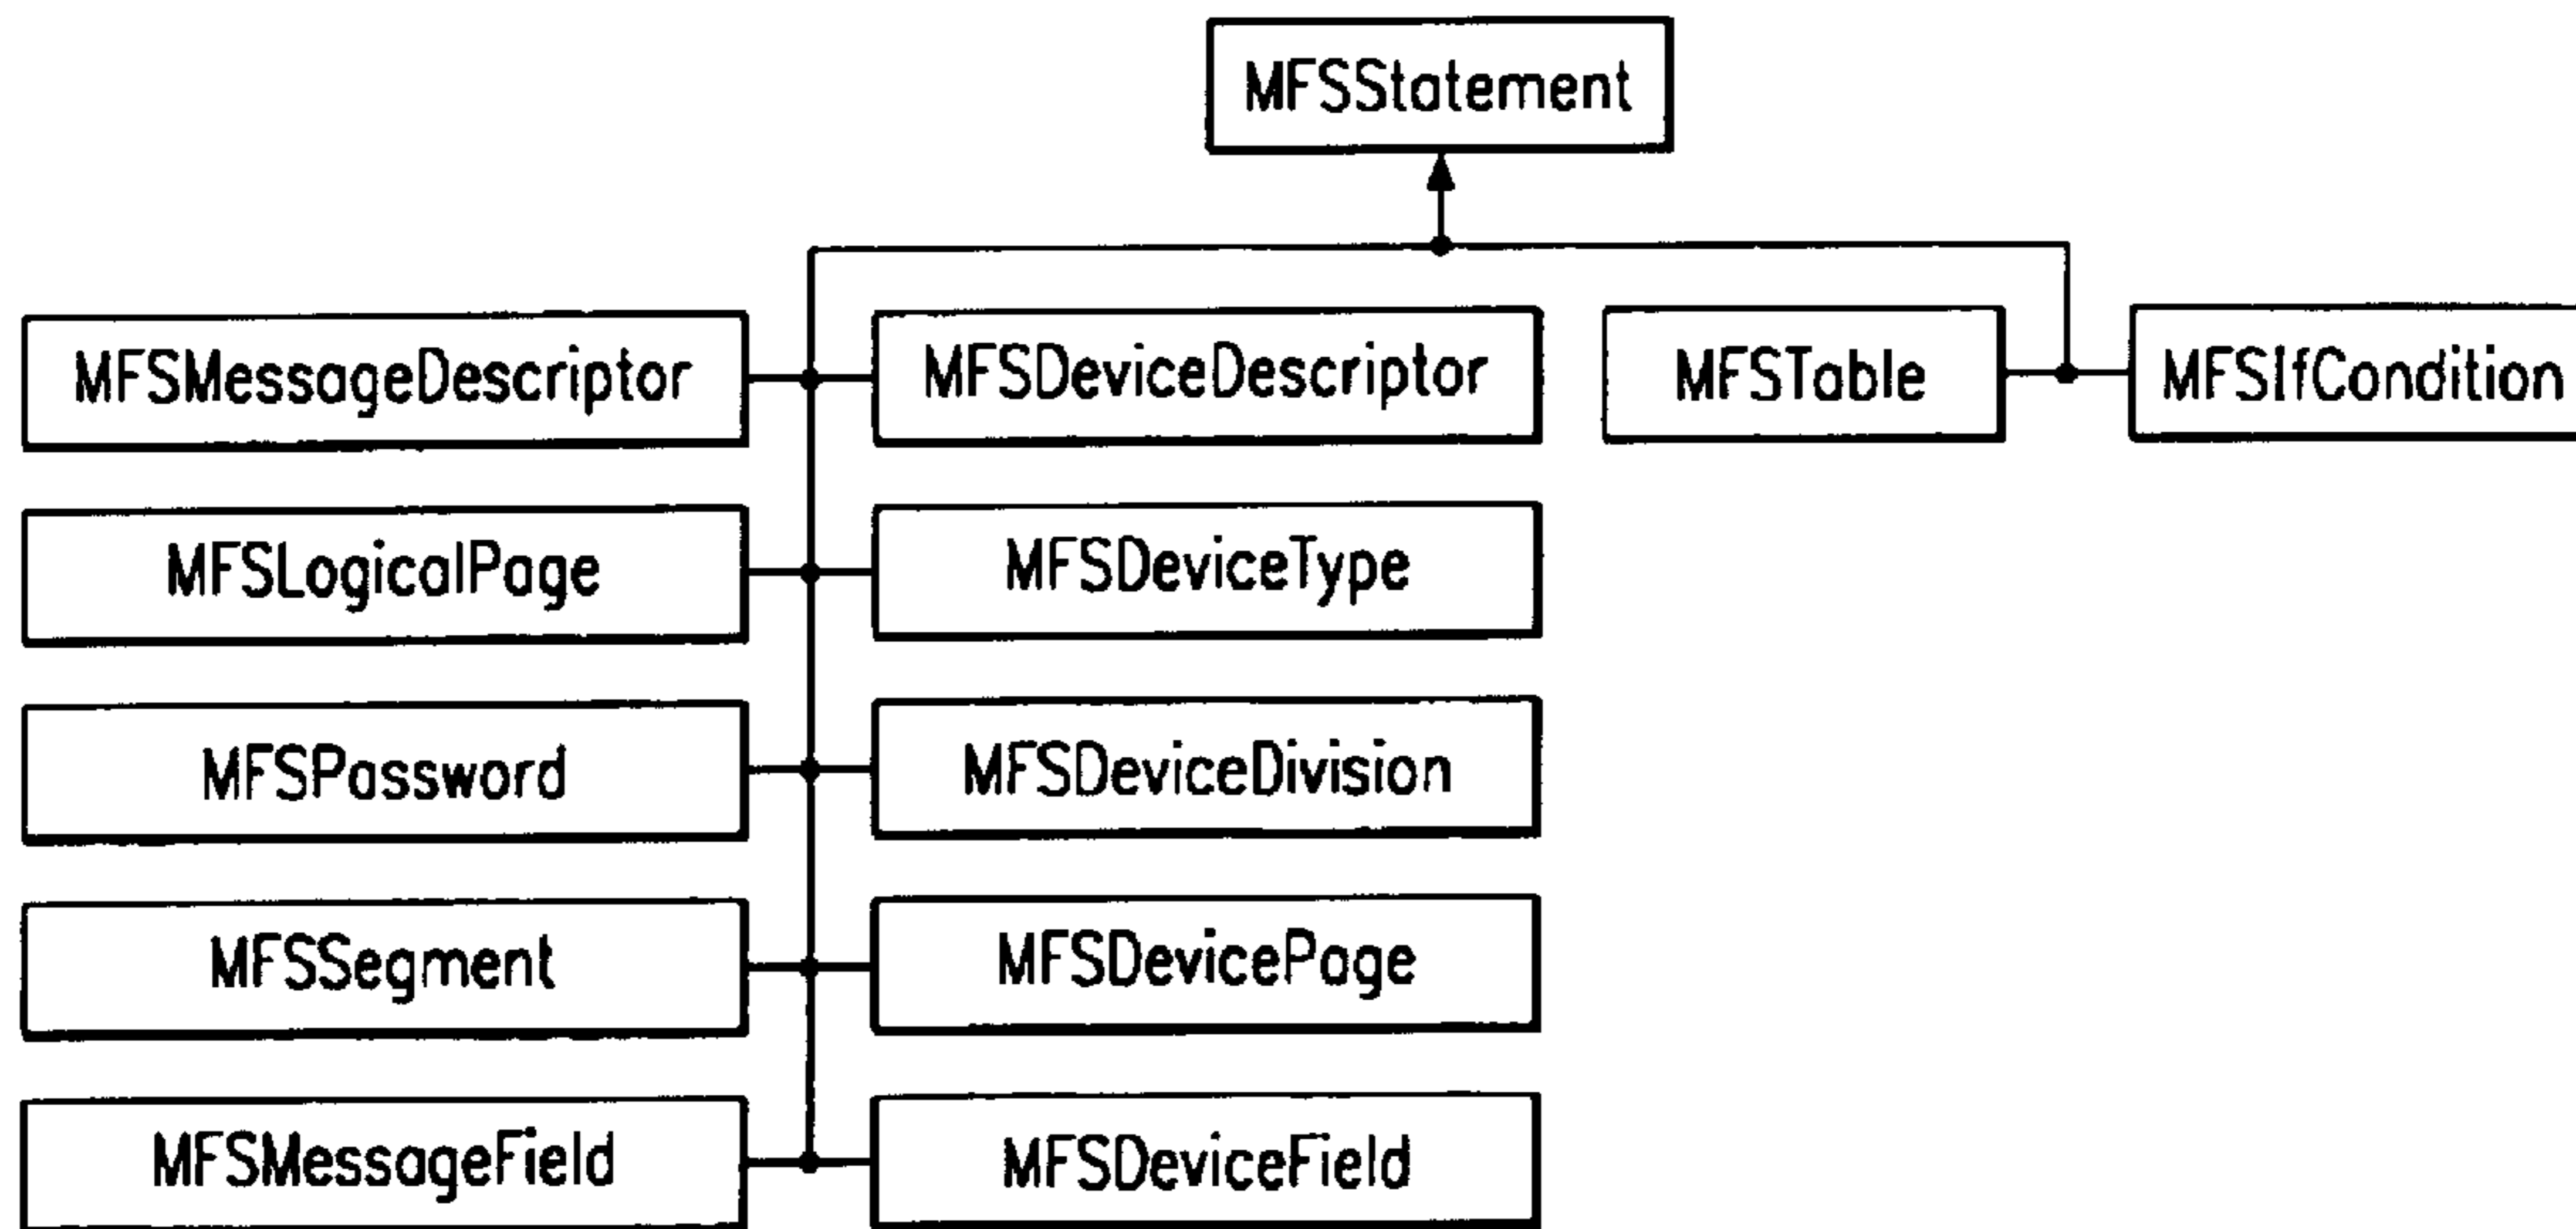 MFSStatement
MFSMessageDescriptor
MFSDeviceDescriptor
MFSTable
MFSIfCondition
MFSLogicalPage
MFSDeviceType
MFSPassword
MFSDeviceDivision
MFSSegment
MFSDevicePage
MFSMessageField
MFSDeviceField